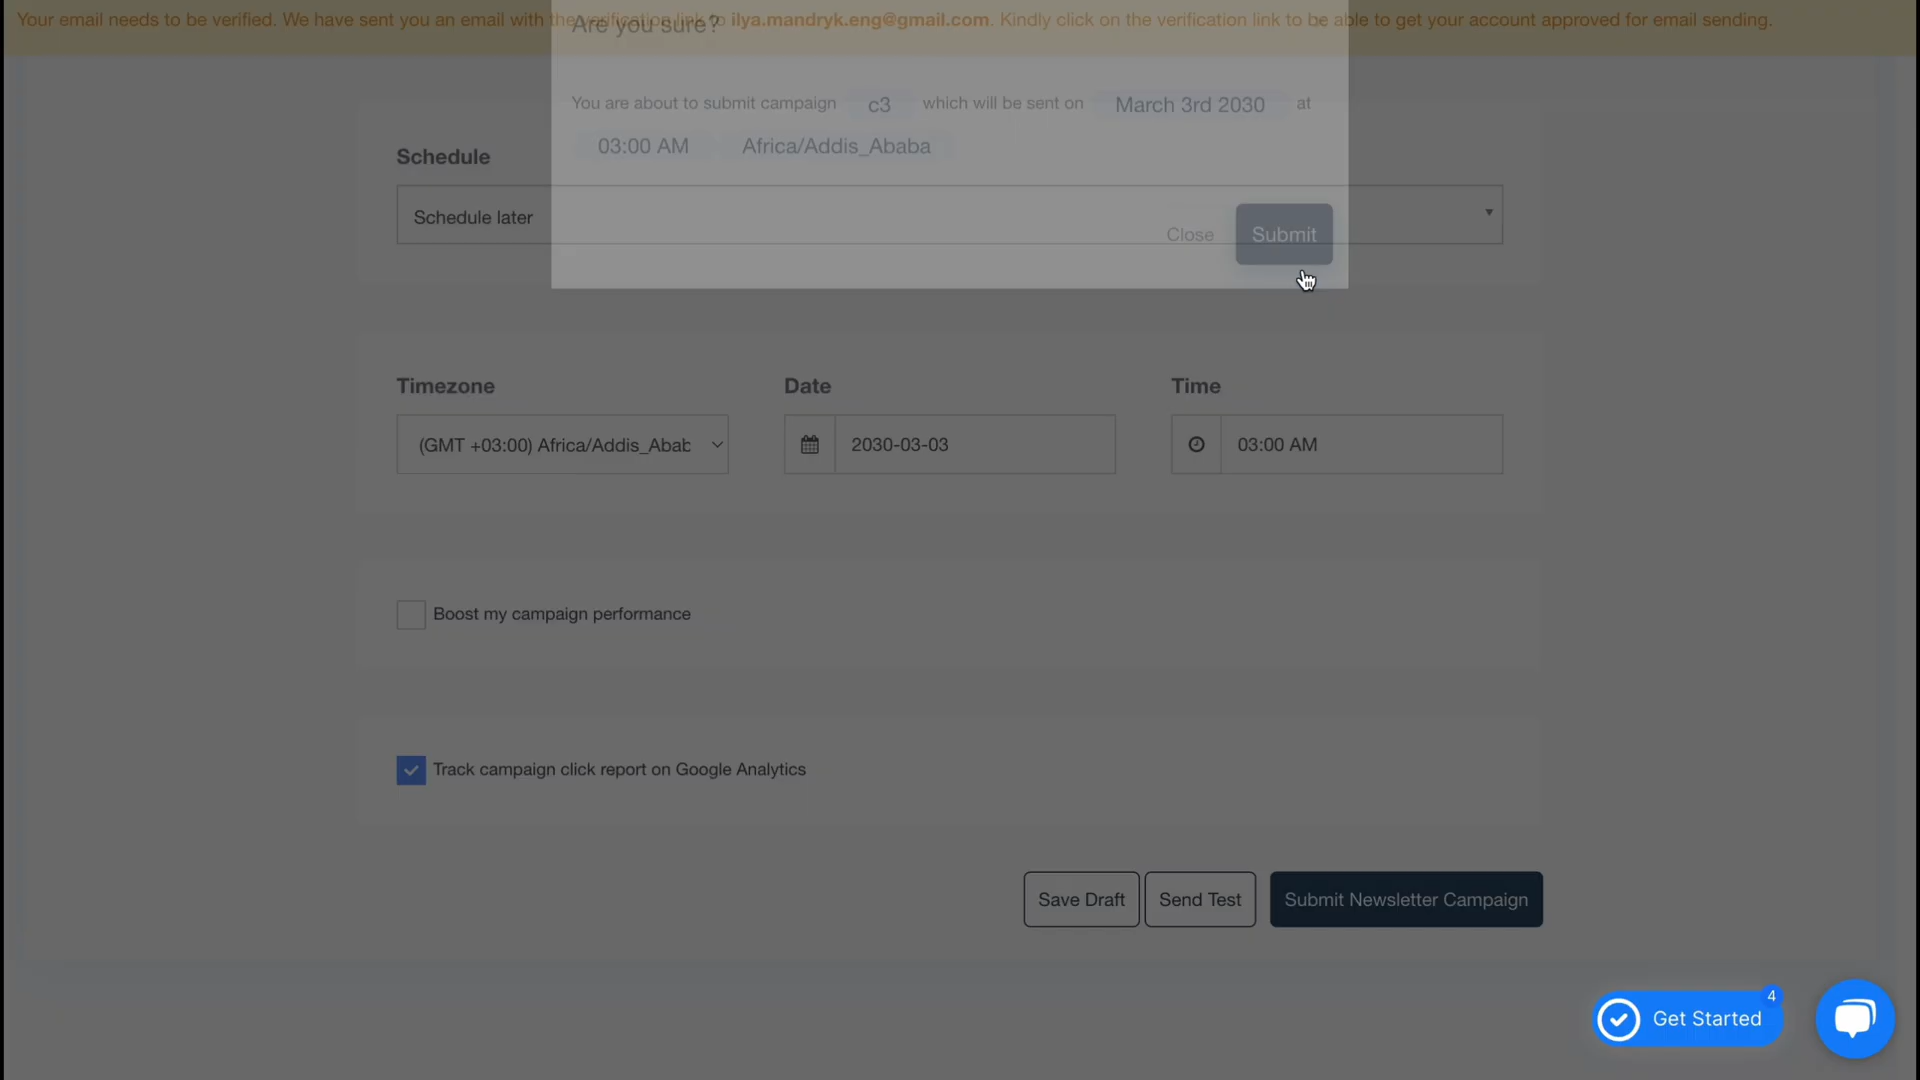 Your email needs to be verified. We have sent you an email with the verification link to ilya.mandryk.eng@gmail.com. Kindly click on the verification link to be able to get your account approved for email sending.
Are you sure?
You are about to submit campaign c3 which will be sent on March 3rd 2030 at
03:00 AM Africa/Addis_Ababa
Close Submit
Schedule
Schedule later
Timezone Date Time
(GMT +03:00) Africa/Addis_Abab 2030-03-03 03:00 AM
Boost my campaign performance
Track campaign click report on Google Analytics
Save Draft Send Test Submit Newsletter Campaign
Get Started 4